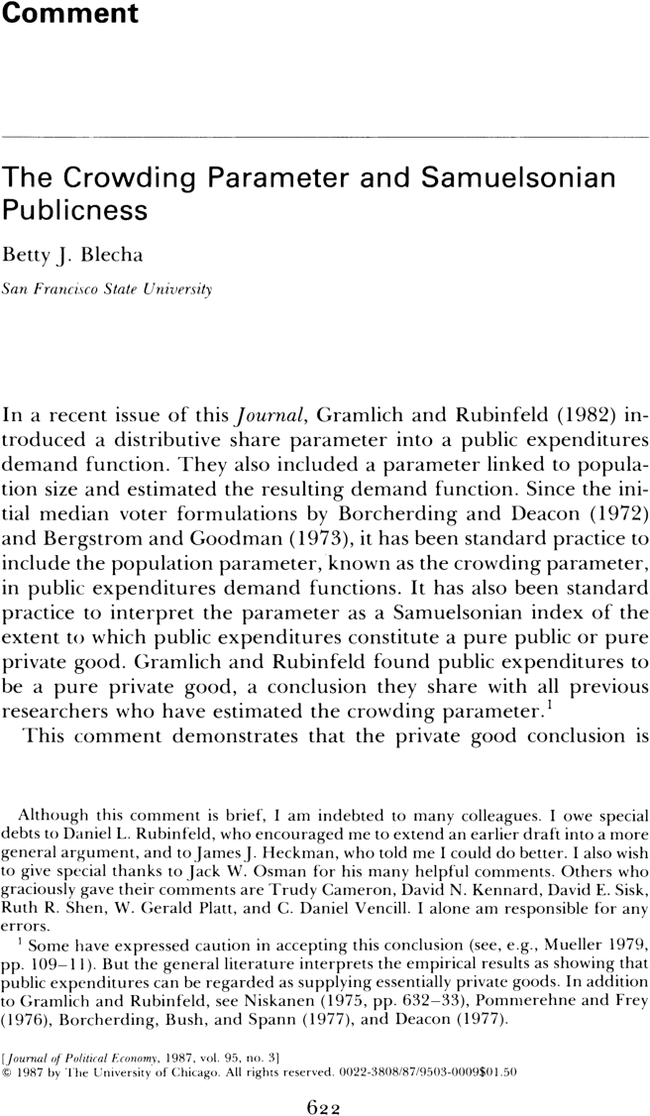 Comment
The Crowding Parameter and Samuelsonian
Publicness
Betty J. Blecha
San Francisco State University
In a recent issue of this Journal, Gramlich and Rubinfeld (1982) in-
troduced a distributive share parameter into a public expenditures
demand function. They also included a parameter linked to popula-
tion size and estimated the resulting demand function. Since the ini-
tial median voter formulations by Borcherding and Deacon (1972)
and Bergstrom and Goodman (1973), it has been standard practice to
include the population parameter, known as the crowding parameter,
in public expenditures demand functions. It has also been standard
practice to interpret the parameter as a Samuelsonian index of the
extent to which public expenditures constitute a pure public or pure
private good. Gramlich and Rubinfeld found public expenditures to
be a pure private good, a conclusion they share with all previous
researchers who have estimated the crowding parameter.1
This comment demonstrates that the private good conclusion is
Although this comment is brief, I am indebted to many colleagues. I owe special
debts to Daniel L. Rubinfeld, who encouraged me to extend an earlier draft into a more
general argument, and to James J. Heckman, who told me I could do better. I also wish
to give special thanks to Jack W. Osman for his many helpful comments. Others who
graciously gave their comments are Trudy Cameron, David N. Kennard, David E. Sisk,
Ruth R. Shen, W. Gerald Platt, and C. Daniel Vencill. I alone am responsible for any
errors.
1 Some have expressed caution in accepting this conclusion (see, e.g., Mueller 1979,
pp. 109–11). But the general literature interprets the empirical results as showing that
public expenditures can be regarded as supplying essentially private goods. In addition
to Gramlich and Rubinfeld, see Niskanen (1975, pp. 632–33), Pommerehne and Frey
(1976), Borcherding, Bush, and Spann (1977), and Deacon (1977).
[Journal of Political Economy, 1987, vol. 95, no. 3]
© 1987 by The University of Chicago. All rights reserved. 0022-3808/87/9503-0009$01.50
622